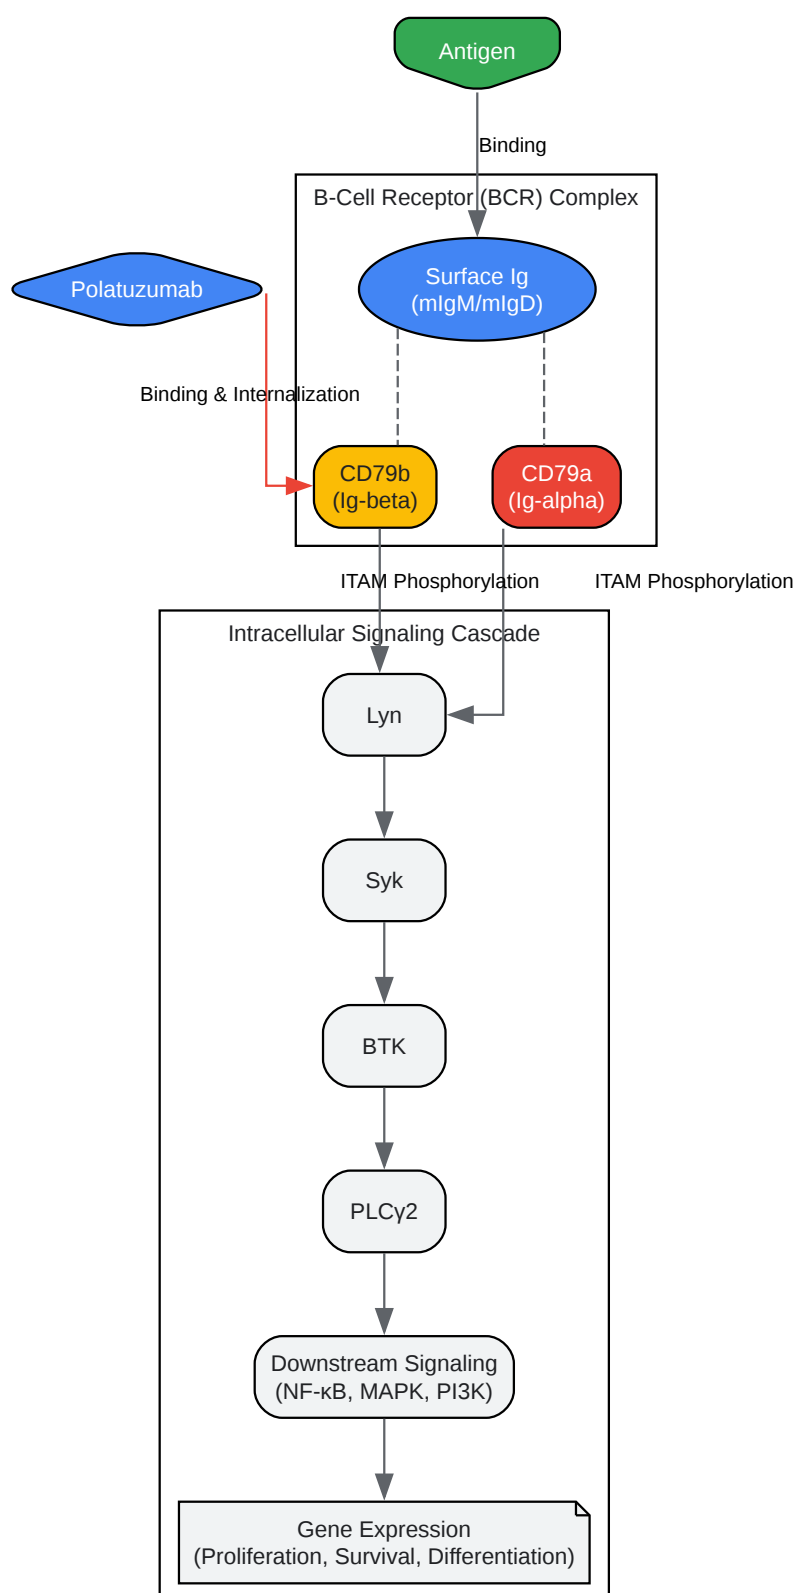 Antigen
Binding
B-Cell Receptor (BCR) Complex
Surface Ig
(mIgM/mIgD)
Polatuzumab
Binding & Internalization
CD79b
(Ig-beta)
CD79a
(Ig-alpha)
ITAM Phosphorylation
ITAM Phosphorylation
Intracellular Signaling Cascade
Lyn
Syk
BTK
PLCγ2
Downstream Signaling
(NF-κB, MAPK, PI3K)
Gene Expression
(Proliferation, Survival, Differentiation)